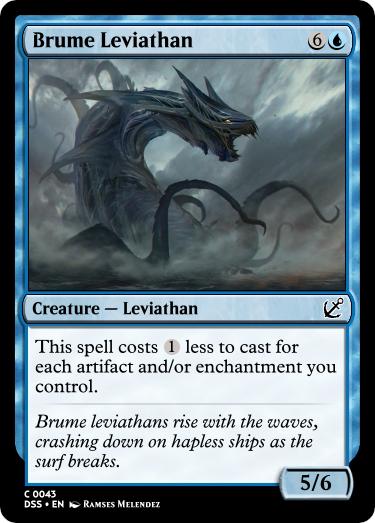 Brume Leviathan 6
Creature — Leviathan
This spell costs 1 less to cast for
each artifact and/or enchantment you
control.
Brume leviathans rise with the waves,
crashing down on hapless ships as the
surf breaks.
5/6
C 0043
DSS • EN Ramses Melendez